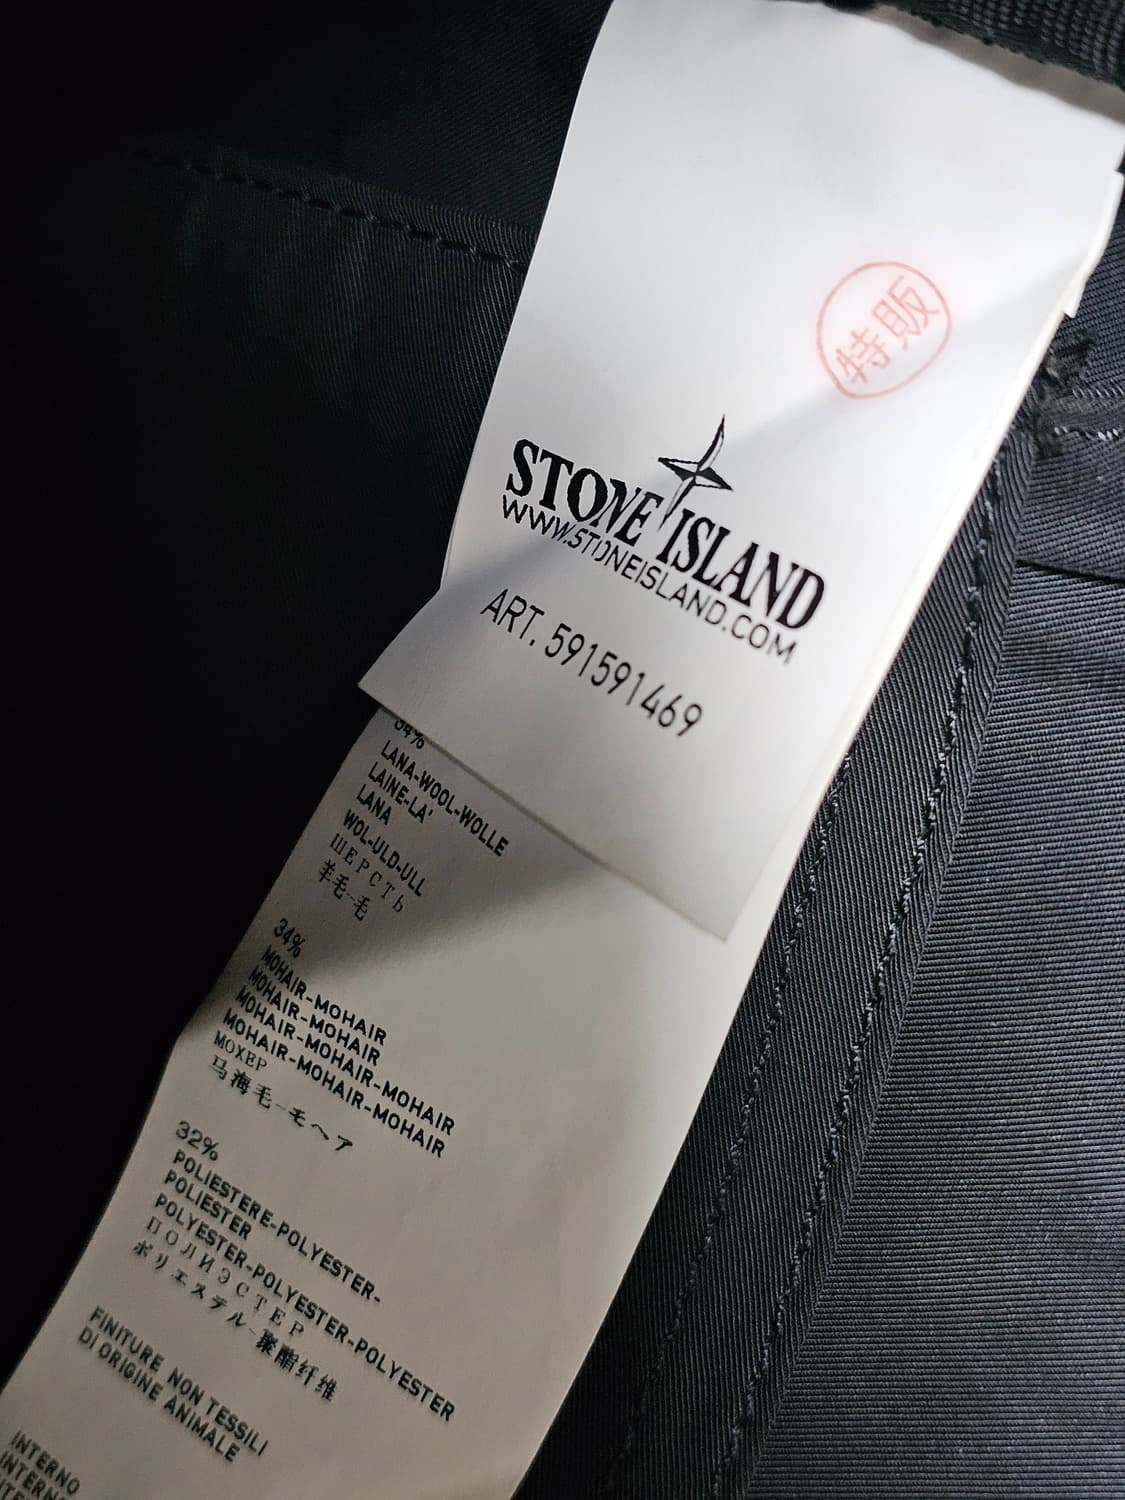 特販
STONE ISLAND
WWW.STONEISLAND.COM
ART. 591591469
34%
LANA-WOOL-WOLLE
LAINE-LA'
LANA
WOL-ULD-ULL
ШЕРСТЬ
羊毛-毛
34%
MOHAIR-MOHAIR
MOHAIR-MOHAIR
MOHAIR-MOHAIR
MOHAIR-MOHAIR-MOHAIR
MOHAIR-MOHAIR
МОХЕР
马海毛-毛ヘア
32%
POLIESTERE-POLYESTER-
POLIESTER
POLYESTER-POLYESTER-POLYESTER
ПОЛИЭСТЕР
ポリエステル-聚酯纤维
FINITURE NON TESSILI
DI ORIGINE ANIMALE
INTERNO